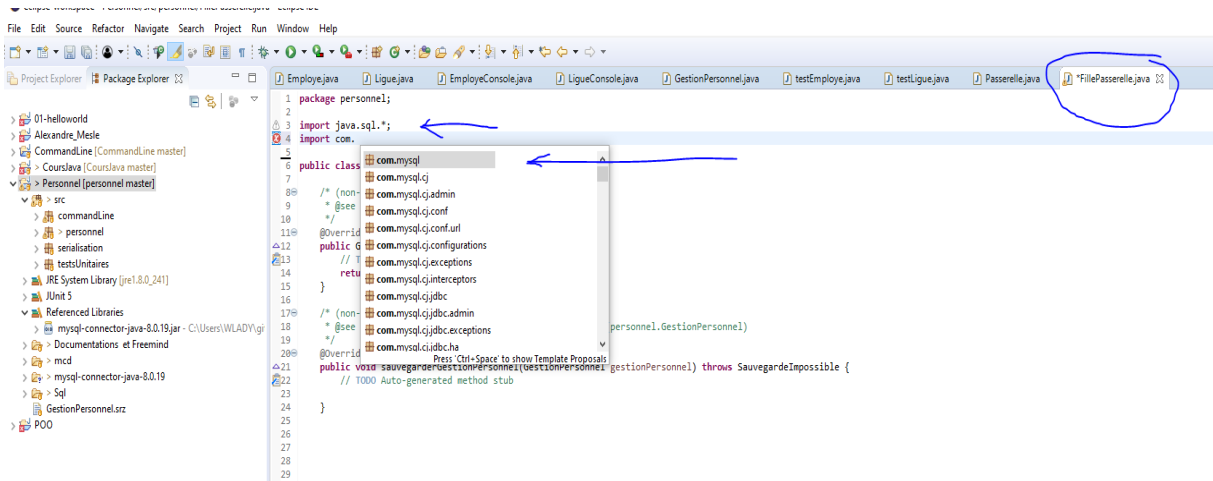 File Edit Source Refactor Navigate Search Project Run Window Help
Project Explorer Package Explorer
Employe.java Ligue.java EmployeConsole.java LigueConsole.java GestionPersonnel.java testEmploye.java testLigue.java Passerelle.java *FillePasserelle.java
01-helloworld
Alexandre_Mesle
CommandLine [CommandLine master]
> CoursJava [CoursJava master]
> Personnel [personnel master]
> src
commandLine
> personnel
serialisation
testsUnitaires
JRE System Library [jre1.8.0_241]
JUnit 5
Referenced Libraries
mysql-connector-java-8.0.19.jar - C:\Users\WLADY\gi
> Documentations et Freemind
> mcd
> mysql-connector-java-8.0.19
> Sql
GestionPersonnel.srz
POO
1 package personnel;
2
3 import java.sql.*;
4 import com.
5
6 public class
7
8 /* (non-
9 * @see
10 */
11 @Overrid
12 public G
13 // T
14 retu
15 }
16
17 /* (non-
18 * @see personnel.GestionPersonnel)
19 */
20 @Overrid
21 public void sauvegarderGestionPersonnel(GestionPersonnel gestionPersonnel) throws SauvegardeImpossible {
22 // TODO Auto-generated method stub
23
24 }
25
26
27
28
29
com.mysql
com.mysql.cj
com.mysql.cj.admin
com.mysql.cj.conf
com.mysql.cj.conf.url
com.mysql.cj.configurations
com.mysql.cj.exceptions
com.mysql.cj.interceptors
com.mysql.cj.jdbc
com.mysql.cj.jdbc.admin
com.mysql.cj.jdbc.exceptions
com.mysql.cj.jdbc.ha
Press 'Ctrl+Space' to show Template Proposals